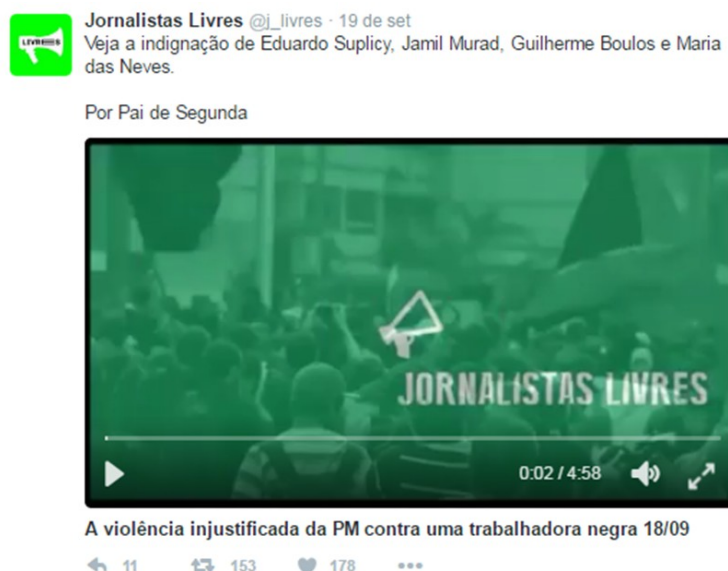 Jornalistas Livres @j_livres · 19 de set
LIVRES
Veja a indignação de Eduardo Suplicy, Jamil Murad, Guilherme Boulos e Maria
das Neves.
Por Pai de Segunda
JORNALISTAS LIVRES
0:02 / 4:58
A violência injustificada da PM contra uma trabalhadora negra 18/09
11 153 178